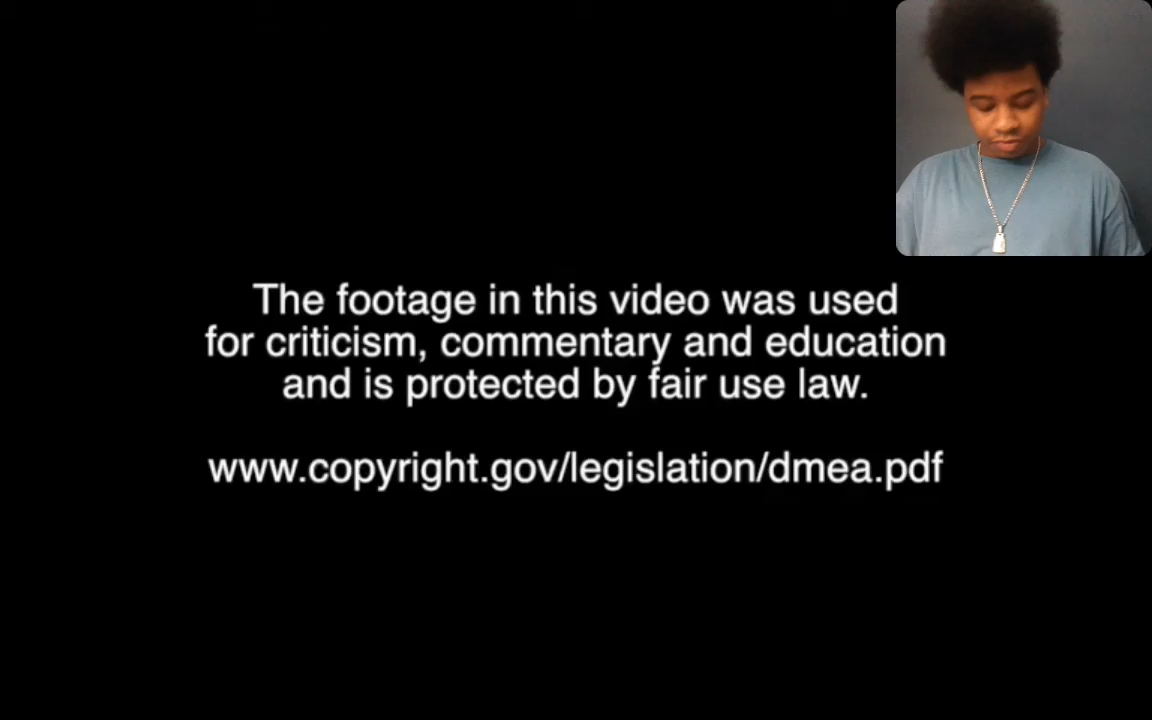 The footage in this video was used
for criticism, commentary and education
and is protected by fair use law.
www.copyright.gov/legislation/dmea.pdf